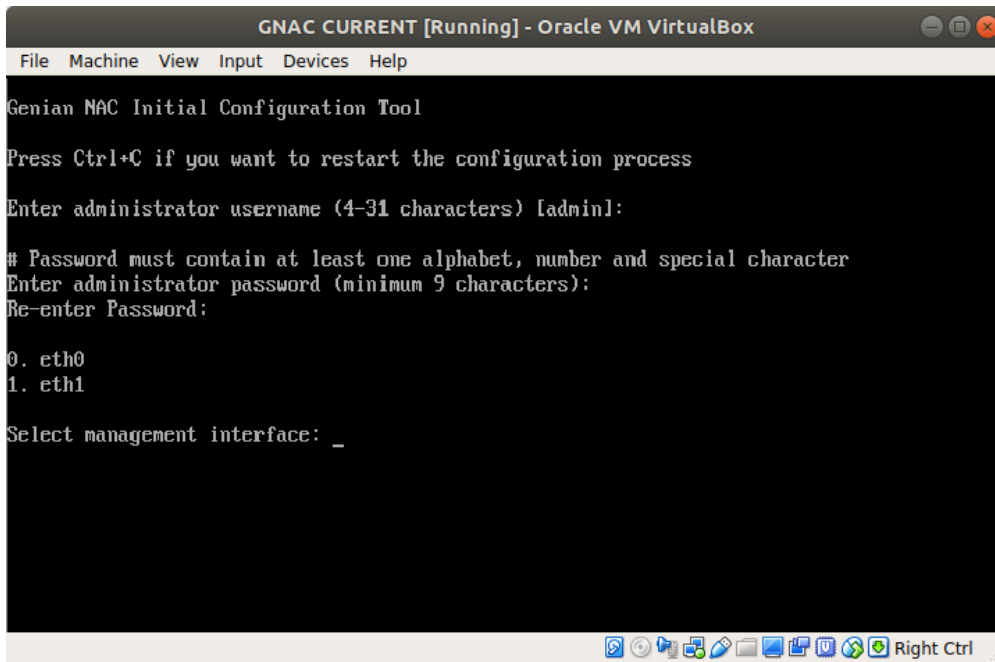 GNAC CURRENT [Running] - Oracle VM VirtualBox
File Machine View Input Devices Help
Genian NAC Initial Configuration Tool
Press Ctrl+C if you want to restart the configuration process
Enter administrator username (4-31 characters) [admin]:
# Password must contain at least one alphabet, number and special character
Enter administrator password (minimum 9 characters):
Re-enter Password:
0. eth0
1. eth1
Select management interface: _
Right Ctrl